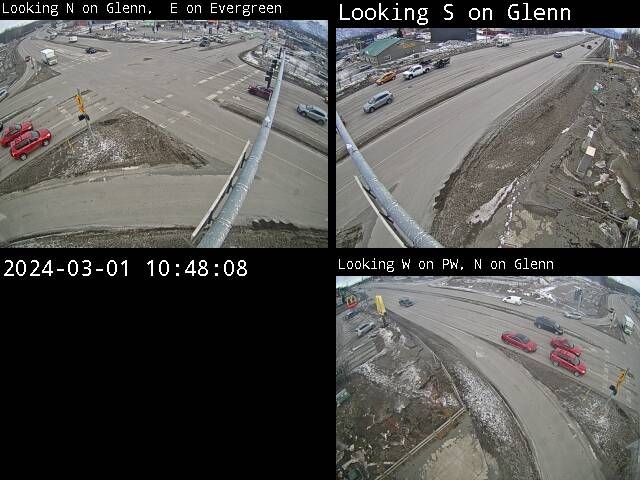 Looking N on Glenn, E on Evergreen
Looking S on Glenn
2024-03-01 10:48:08
Looking W on PW, N on Glenn